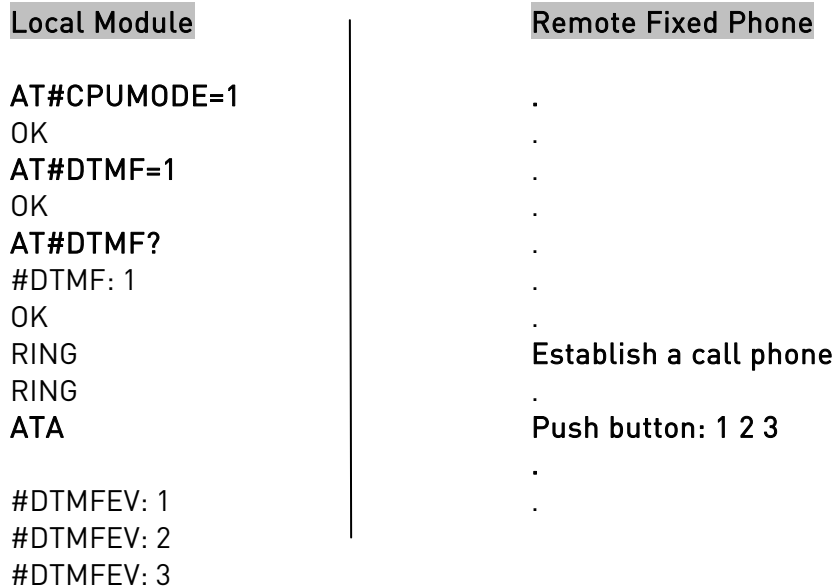 Local Module
AT#CPUMODE=1
OK
AT#DTMF=1
OK
AT#DTMF?
#DTMF: 1
OK
RING
RING
ATA
#DTMFEV: 1
#DTMFEV: 2
#DTMFEV: 3
Remote Fixed Phone
.
.
.
.
.
.
.
Establish a call phone
.
Push button: 1 2 3
.
.